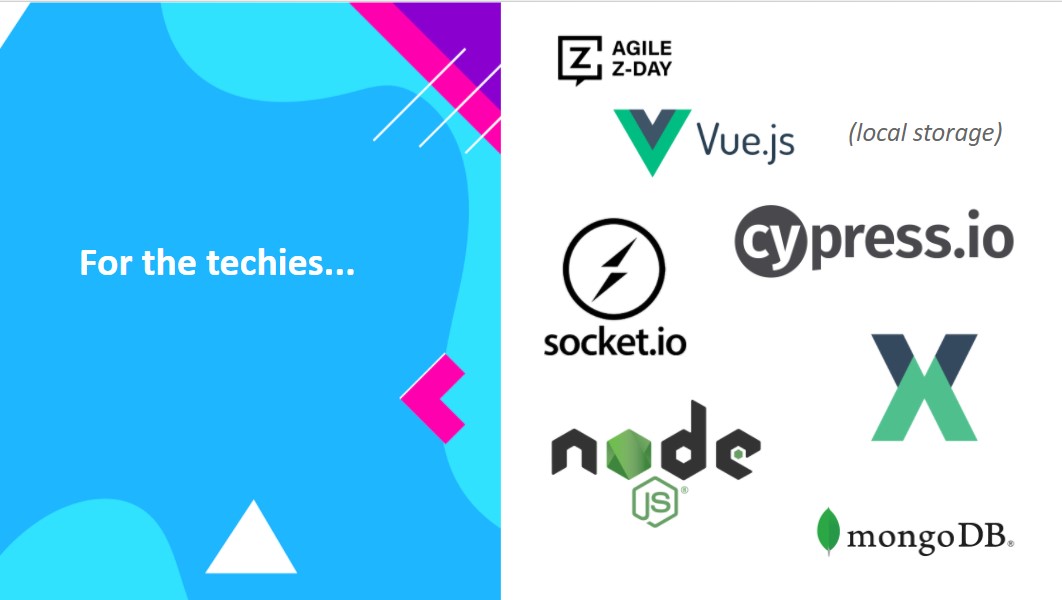 For the techies...
AGILE
Z-DAY
Vue.js
(local storage)
cypress.io
socket.io
node
JS®
mongoDB®